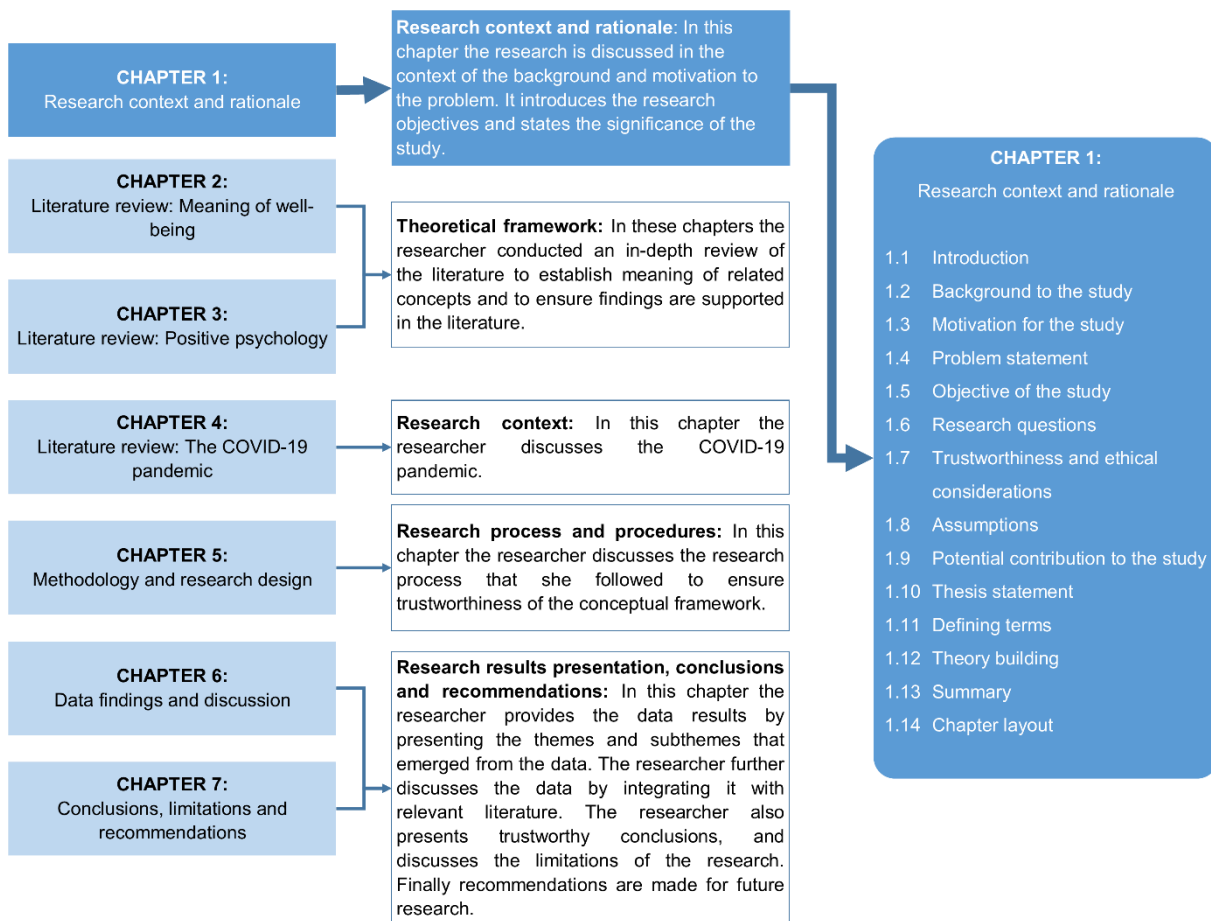 CHAPTER 1:
Research context and rationale
Research context and rationale: In this
chapter the research is discussed in the
context of the background and motivation to
the problem. It introduces the research
objectives and states the significance of the
study.
CHAPTER 2:
Literature review: Meaning of well-
being
CHAPTER 3:
Literature review: Positive psychology
Theoretical framework: In these chapters the
researcher conducted an in-depth review of
the literature to establish meaning of related
concepts and to ensure findings are supported
in the literature.
CHAPTER 4:
Literature review: The COVID-19
pandemic
Research context: In this chapter the
researcher discusses the COVID-19
pandemic.
CHAPTER 5:
Methodology and research design
Research process and procedures: In this
chapter the researcher discusses the research
process that she followed to ensure
trustworthiness of the conceptual framework.
CHAPTER 6:
Data findings and discussion
CHAPTER 7:
Conclusions, limitations and
recommendations
Research results presentation, conclusions
and recommendations: In this chapter the
researcher provides the data results by
presenting the themes and subthemes that
emerged from the data. The researcher further
discusses the data by integrating it with
relevant literature. The researcher also
presents trustworthy conclusions, and
discusses the limitations of the research.
Finally recommendations are made for future
research.
CHAPTER 1:
Research context and rationale
1.1 Introduction
1.2 Background to the study
1.3 Motivation for the study
1.4 Problem statement
1.5 Objective of the study
1.6 Research questions
1.7 Trustworthiness and ethical
considerations
1.8 Assumptions
1.9 Potential contribution to the study
1.10 Thesis statement
1.11 Defining terms
1.12 Theory building
1.13 Summary
1.14 Chapter layout